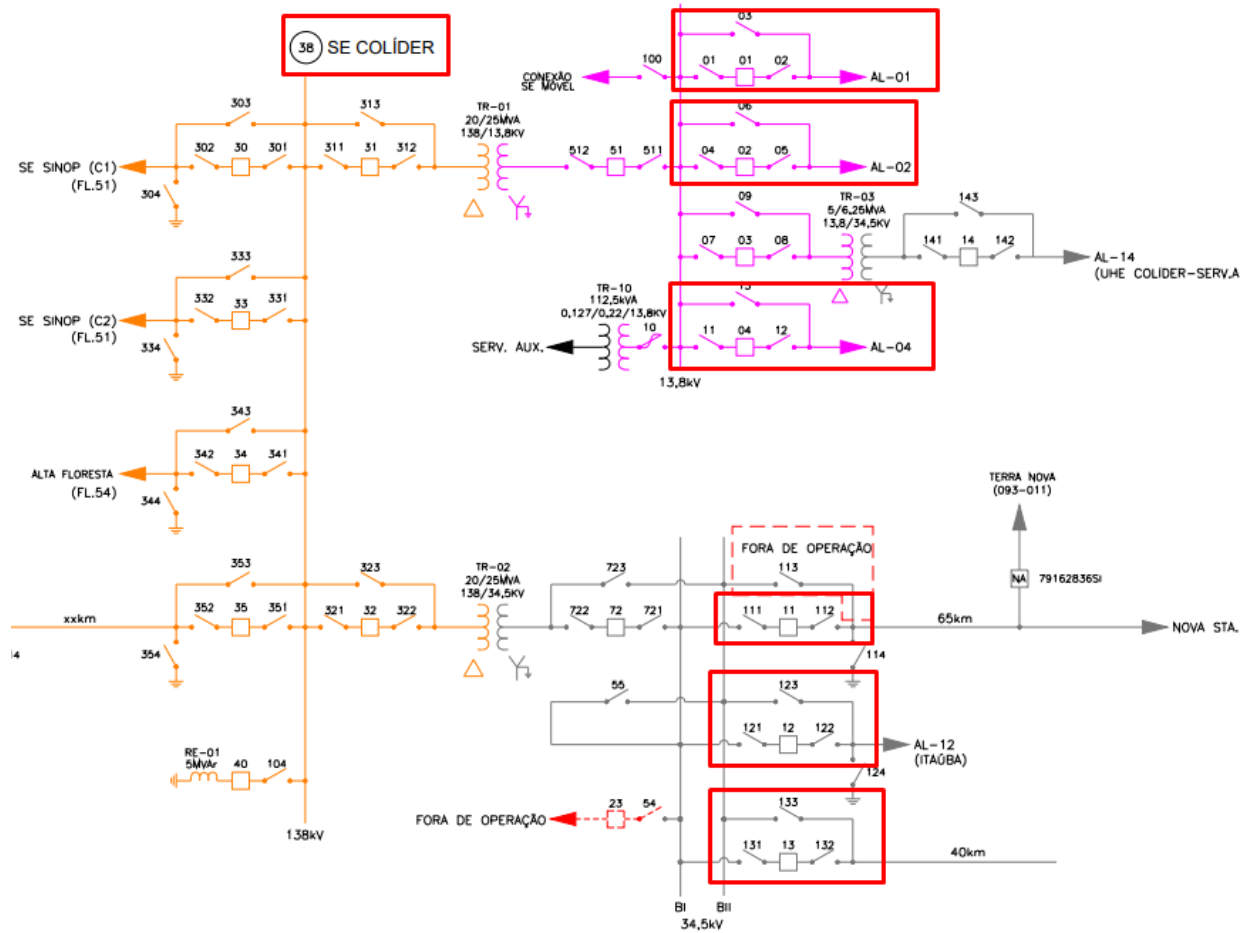 38 SE COLÍDER
03
100
01 01 02
CONEXÃO
SE MÓVEL
AL-01
303
313
TR-01
20/25MVA
138/13,8KV
06
302 30 301
311 31 312
512 51 511
04 02 05
SE SINOP (C1)
(FL.51)
AL-02
304
09
TR-03
5/6,25MVA
13,8/34,5KV
143
07 03 08
141 14 142
AL-14
(UHE COLÍDER-SERV.A
333
332 33 331
SE SINOP (C2)
(FL.51)
334
TR-10
112,5kVA
0,127/0,22/13,8KV
10
11 04 12
SERV. AUX.
AL-04
13,8kV
343
342 34 341
ALTA FLORESTA
(FL.54)
344
TERRA NOVA
(093-011)
FORA DE OPERAÇÃO
NA 79162836SI
353
323
TR-02
20/25MVA
138/34,5KV
723
113
xxkm
352 35 351
321 32 322
722 72 721
111 11 112
65km
NOVA STA.
354
114
55
123
121 12 122
AL-12
(ITAÚBA)
124
RE-01
5MVAr
40 104
23 54
FORA DE OPERAÇÃO
133
131 13 132
40km
138kV
BI BII
34,5kV